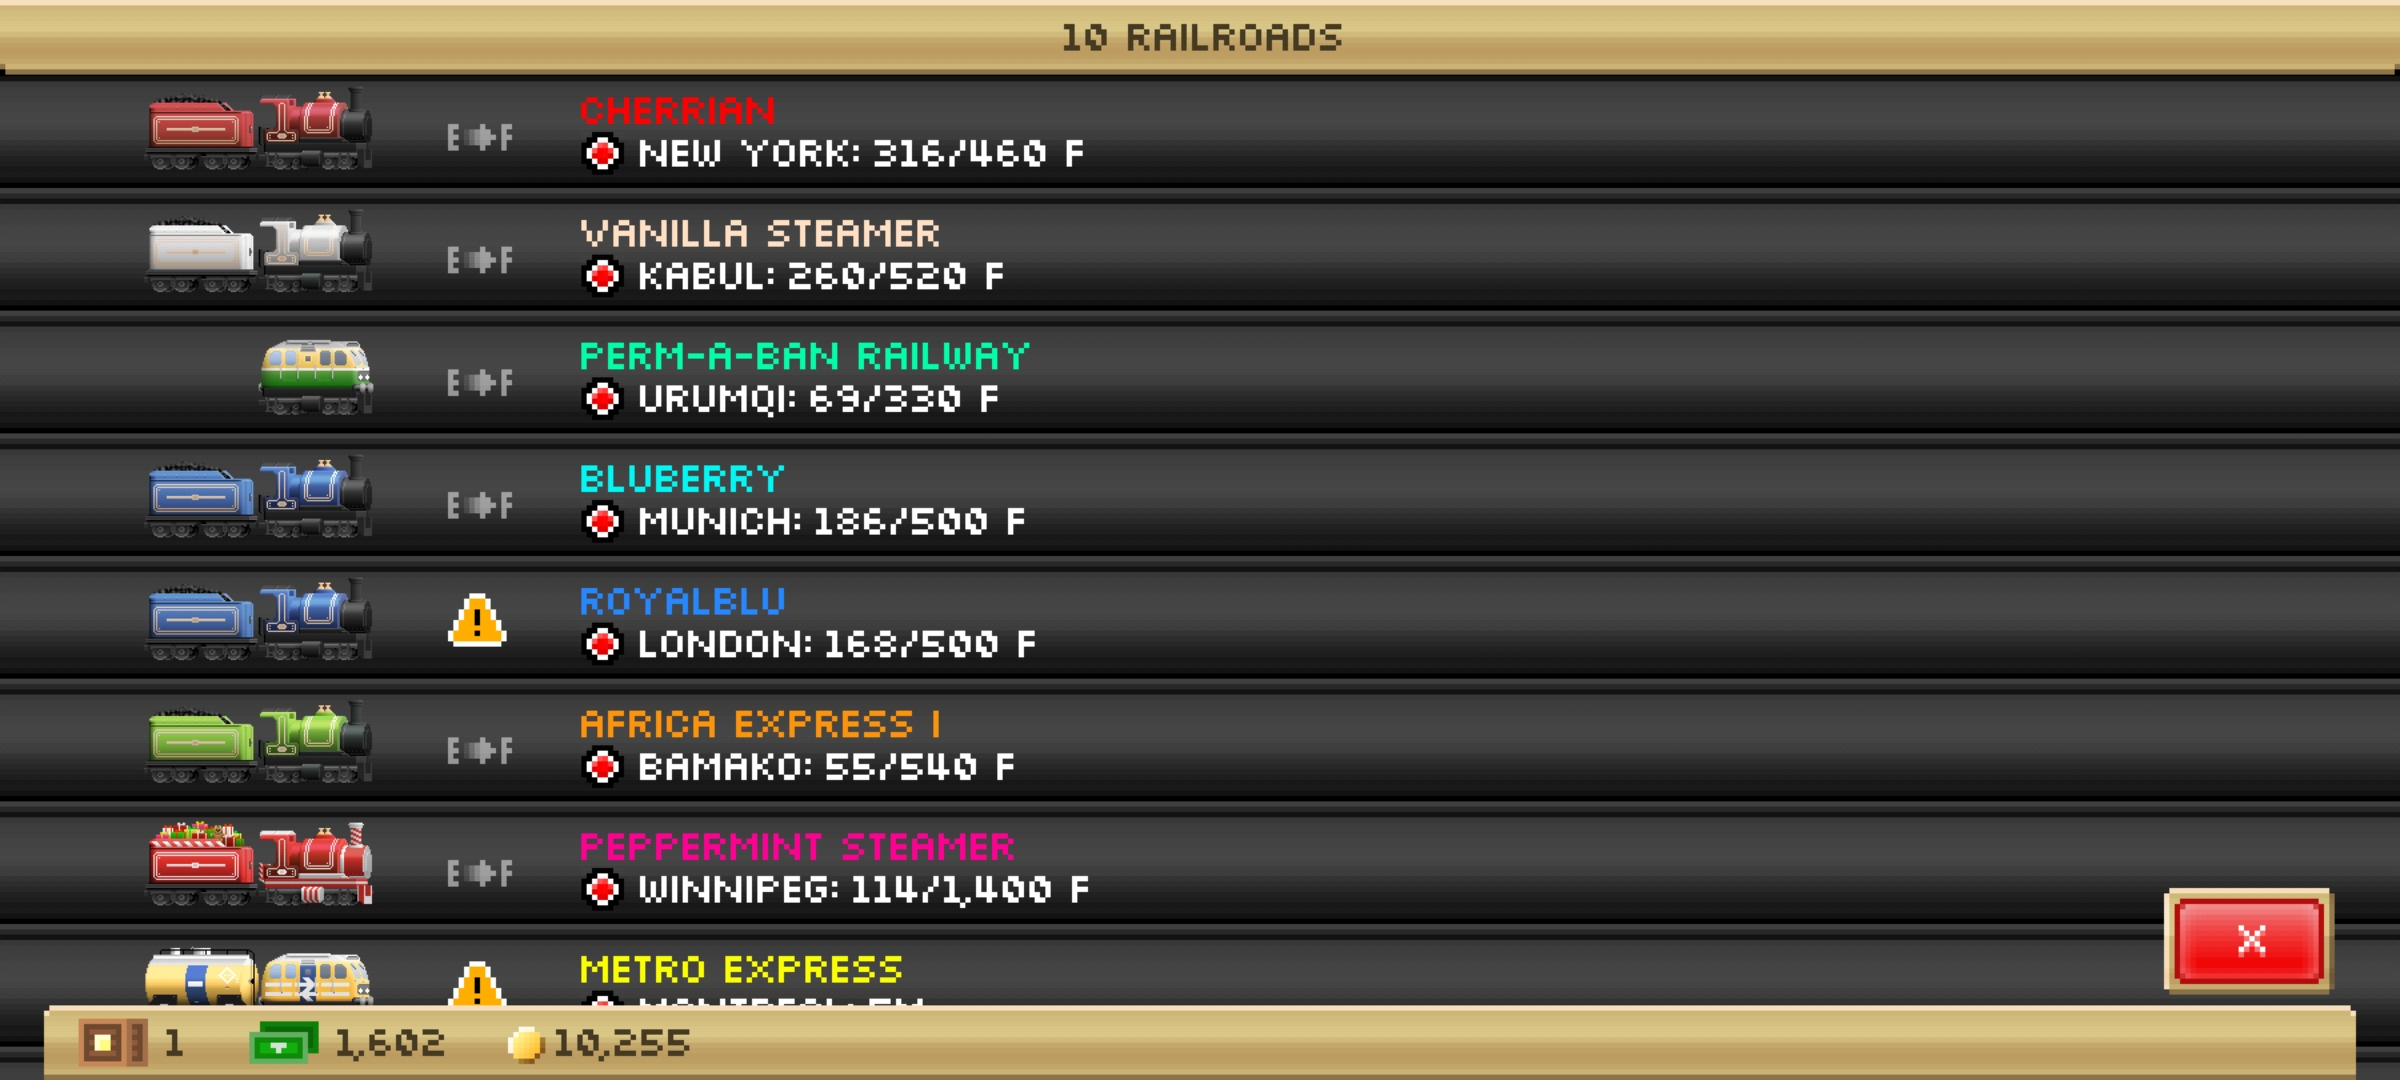 10 RAILROADS
E F
CHERRIAN
NEW YORK: 316/460 F
E F
VANILLA STEAMER
KABUL: 260/520 F
E F
PERM-A-BAN RAILWAY
URUMQI: 69/330 F
E F
BLUBERRY
MUNICH: 186/500 F
ROYALBLU
LONDON: 168/500 F
E F
AFRICA EXPRESS I
BAMAKO: 55/540 F
E F
PEPPERMINT STEAMER
WINNIPEG: 114/1,400 F
METRO EXPRESS
X
1 1,602 10,255